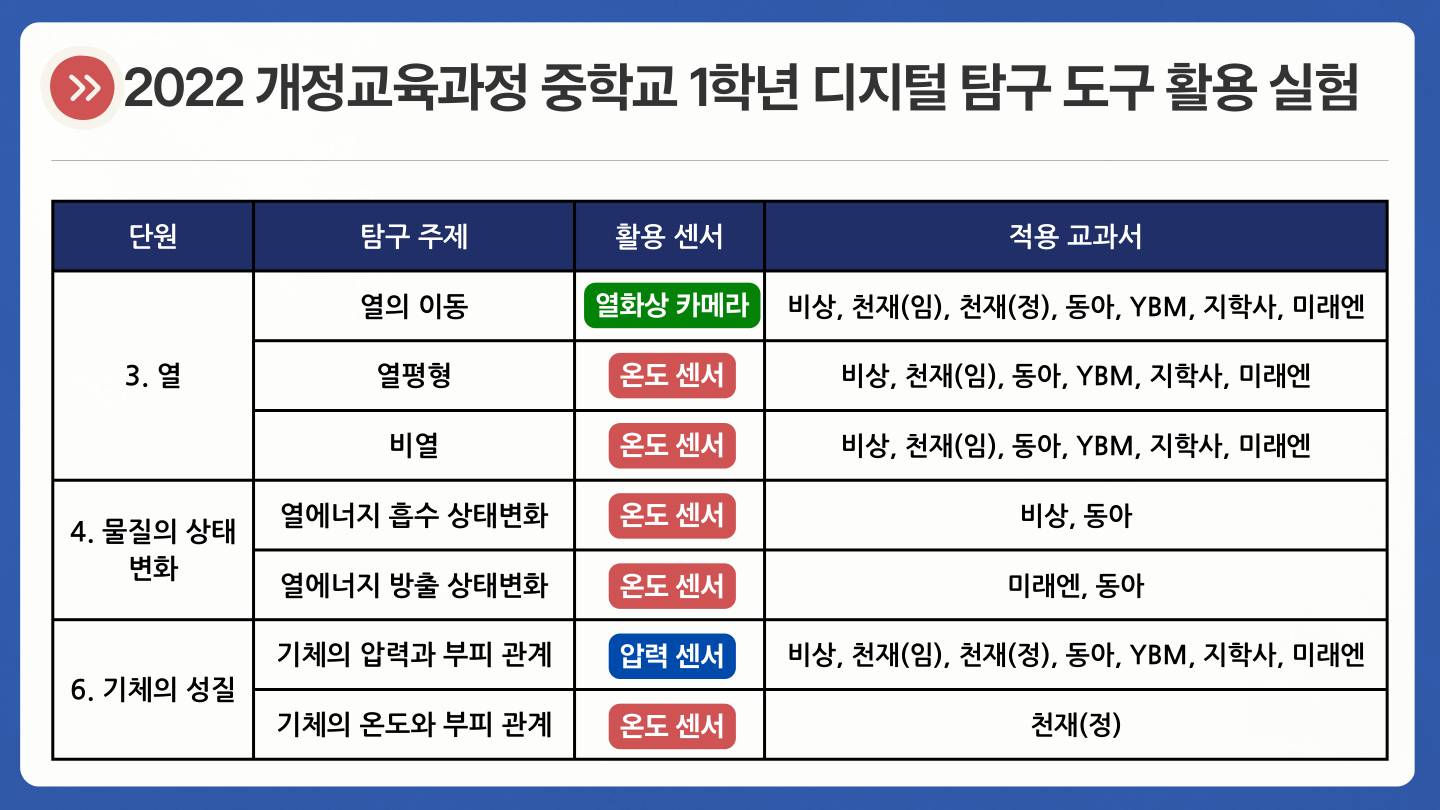 2022 개정교육과정 중학교 1학년 디지털 탐구 도구 활용 실험
단원
탐구 주제
활용 센서
적용 교과서
3. 열
열의 이동
열화상 카메라
비상, 천재(임), 천재(정), 동아, YBM, 지학사, 미래엔
열평형
온도 센서
비상, 천재(임), 동아, YBM, 지학사, 미래엔
비열
온도 센서
비상, 천재(임), 동아, YBM, 지학사, 미래엔
4. 물질의 상태
변화
열에너지 흡수 상태변화
온도 센서
비상, 동아
열에너지 방출 상태변화
온도 센서
미래엔, 동아
6. 기체의 성질
기체의 압력과 부피 관계
압력 센서
비상, 천재(임), 천재(정), 동아, YBM, 지학사, 미래엔
기체의 온도와 부피 관계
온도 센서
천재(정)